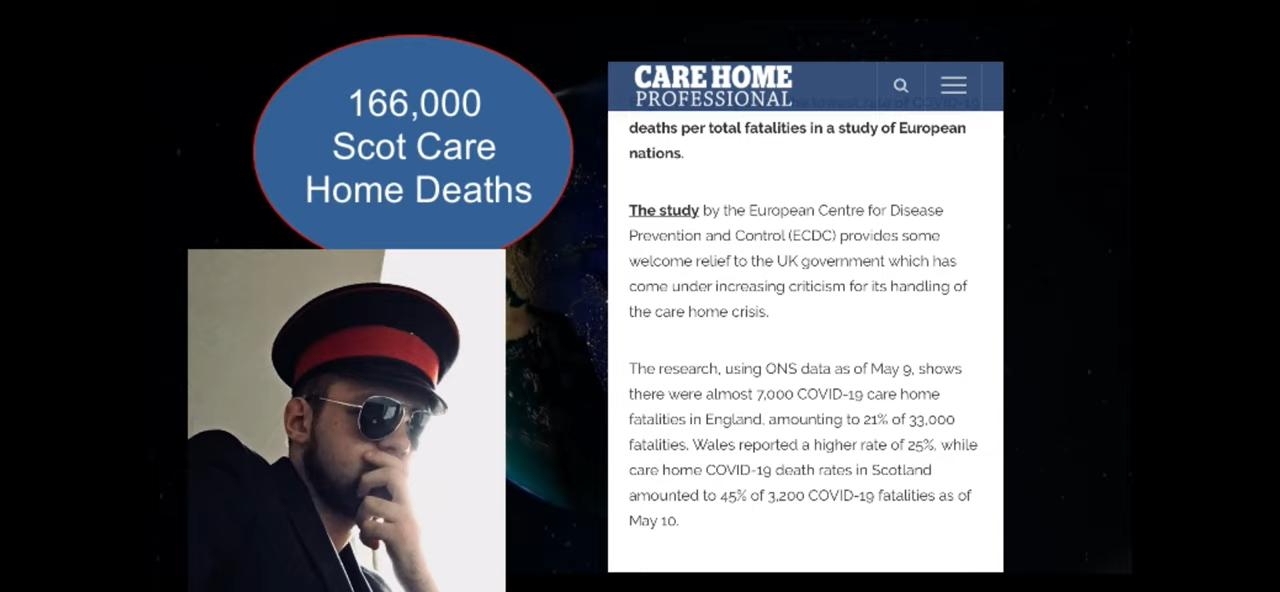 166,000
Scot Care
Home Deaths
CARE HOME
PROFESSIONAL
lowest rate of COVID-19
deaths per total fatalities in a study of European
nations.
The study by the European Centre for Disease
Prevention and Control (ECDC) provides some
welcome relief to the UK government which has
come under increasing criticism for its handling of
the care home crisis.
The research, using ONS data as of May 9, shows
there were almost 7,000 COVID-19 care home
fatalities in England, amounting to 21% of 33,000
fatalities. Wales reported a higher rate of 25%, while
care home COVID-19 death rates in Scotland
amounted to 45% of 3,200 COVID-19 fatalities as of
May 10.